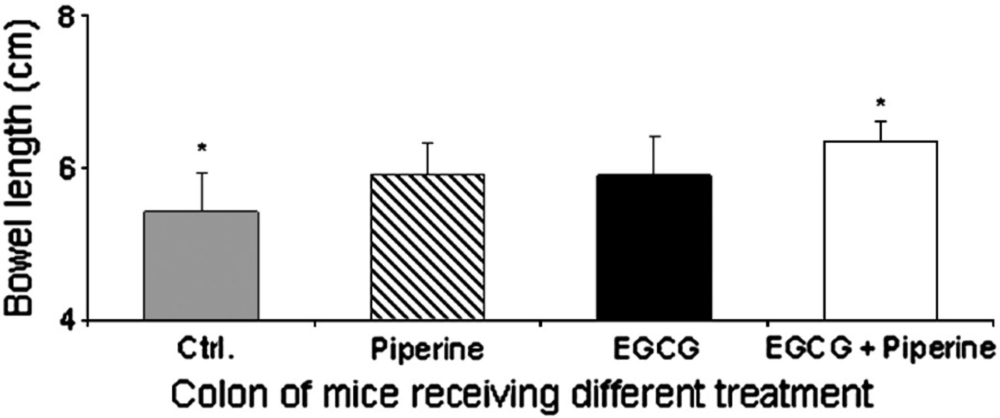 Bowel length (cm)
8
6
4
*
*
Ctrl.
Piperine
EGCG
EGCG + Piperine
Colon of mice receiving different treatment